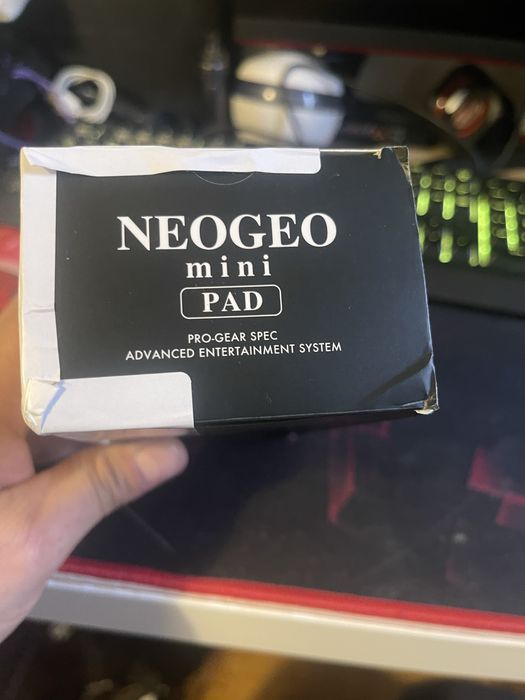 NEOGEO
mini
PAD
PRO-GEAR SPEC
ADVANCED ENTERTAINMENT SYSTEM